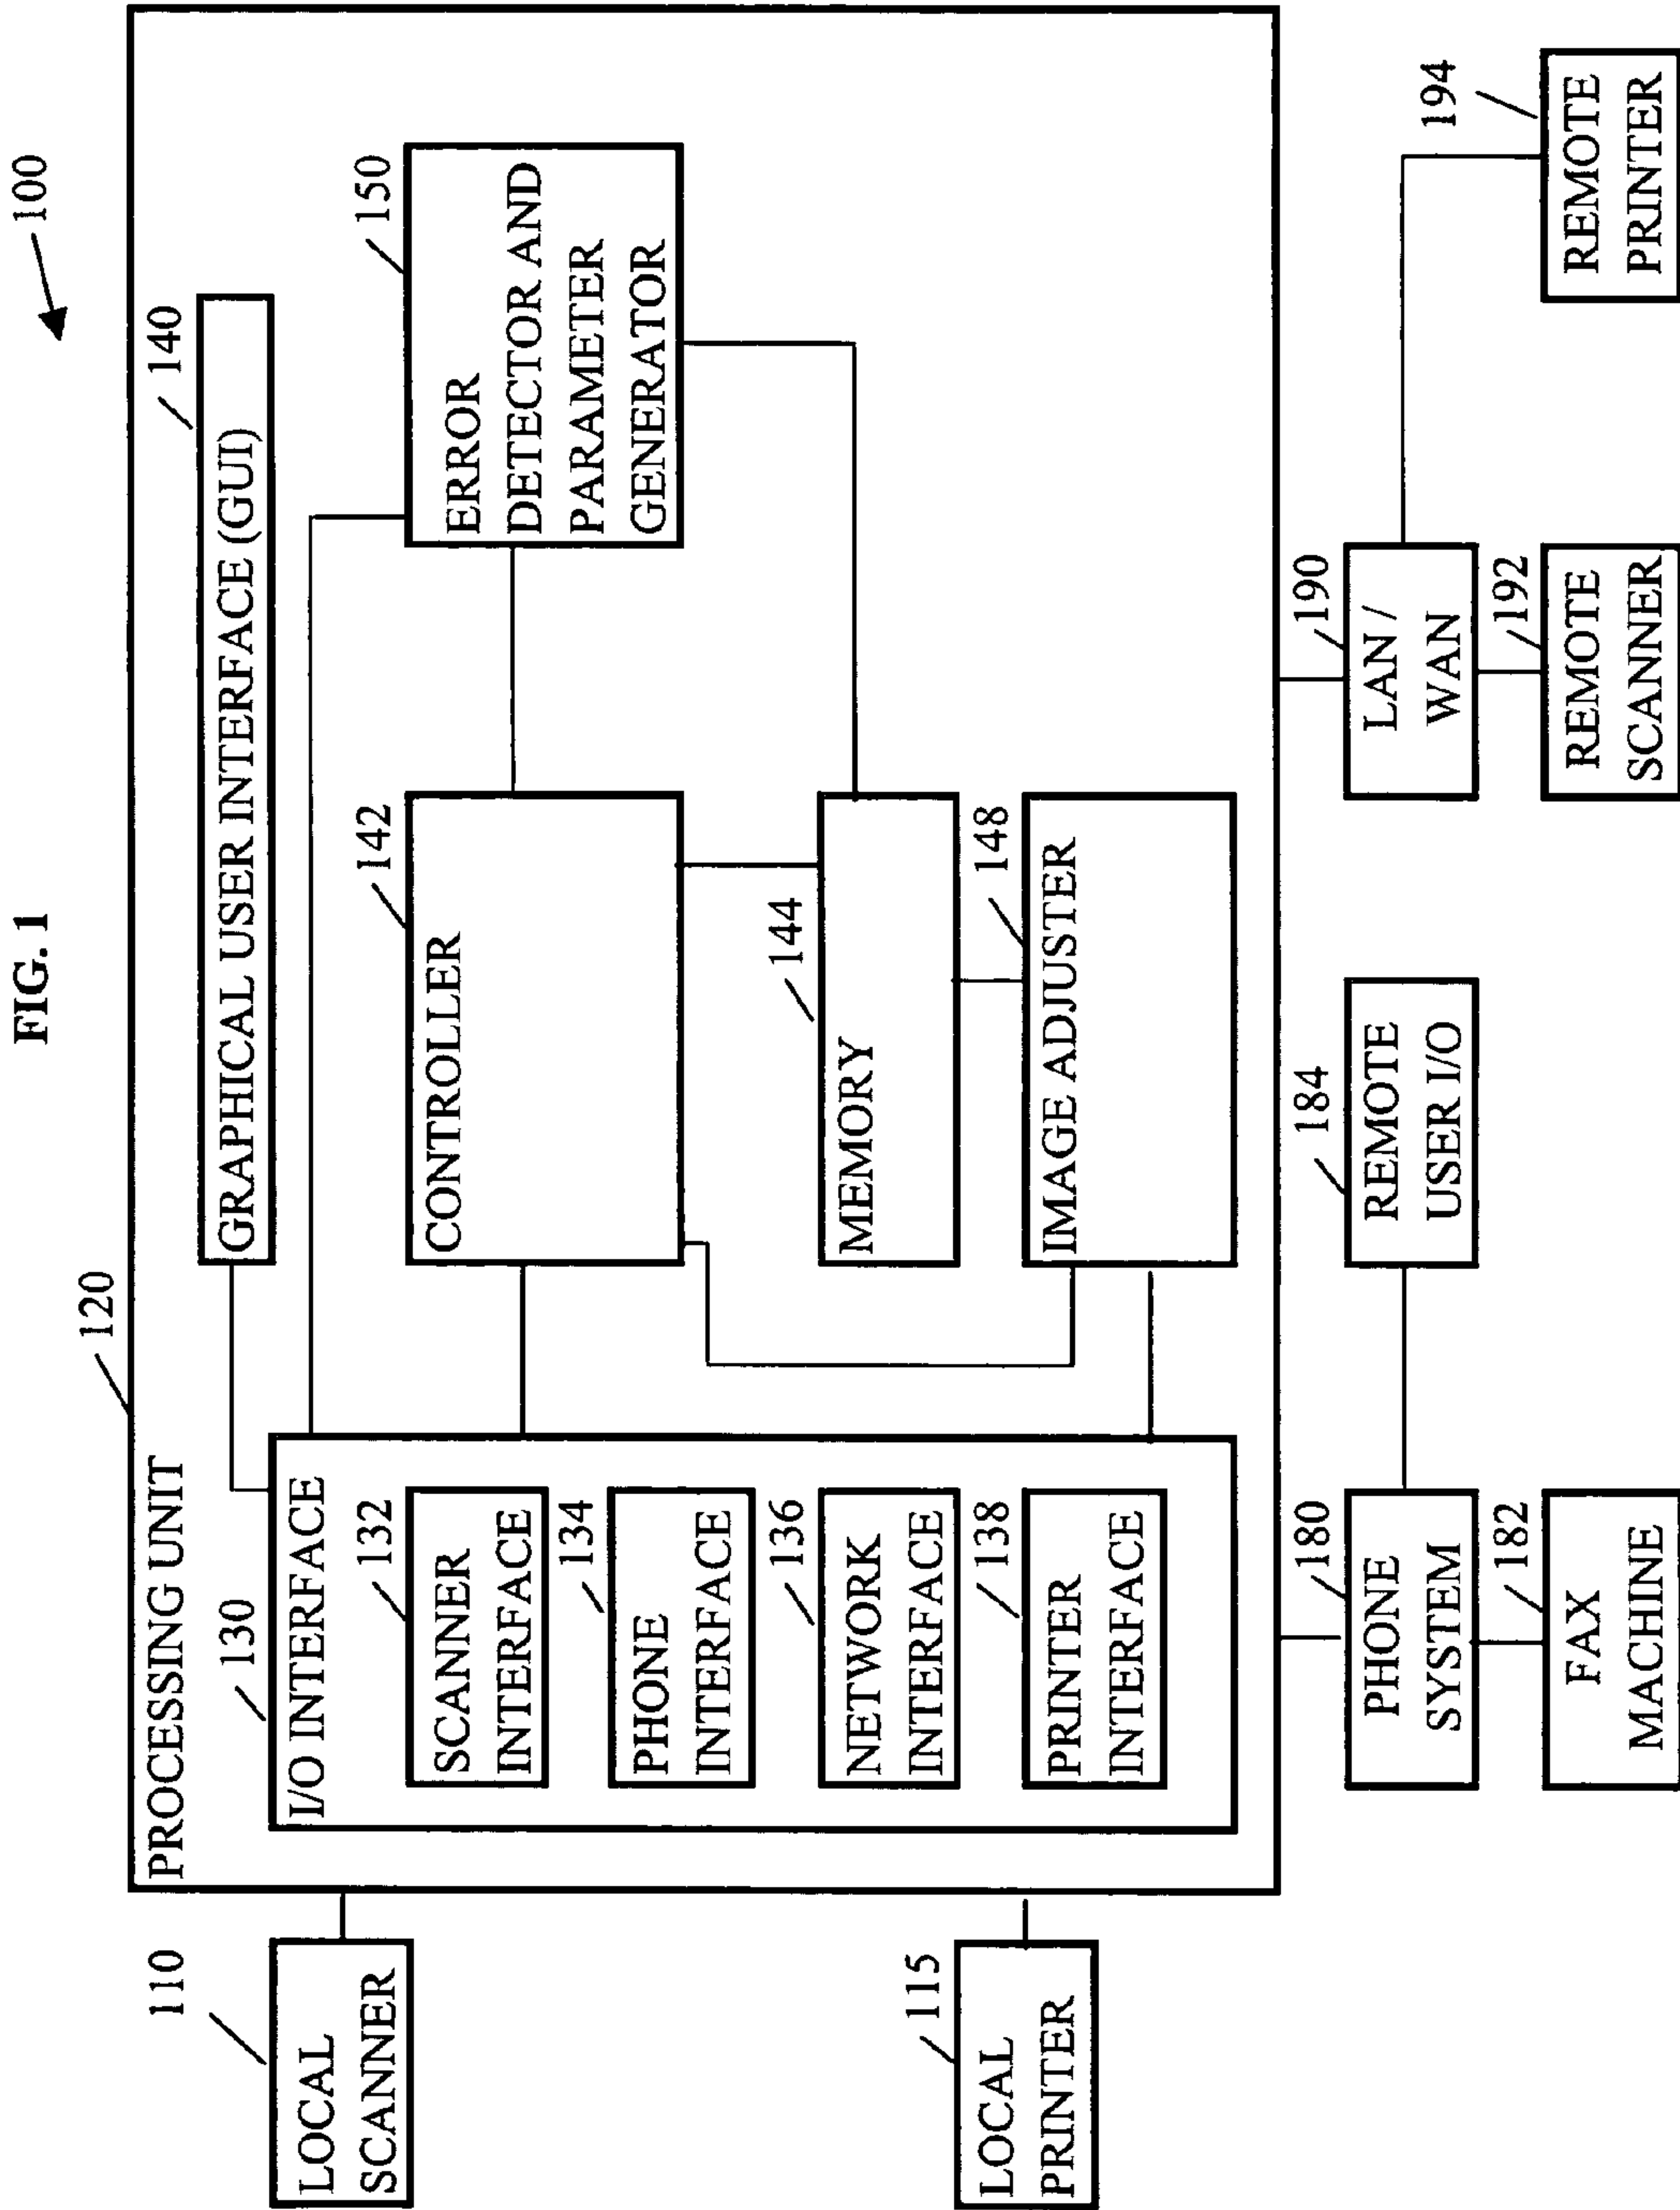 FIG. 1
100
120
PROCESSING UNIT
140
GRAPHICAL USER INTERFACE (GUI)
110
LOCAL
SCANNER
115
LOCAL
PRINTER
130
I/O INTERFACE
132
SCANNER
INTERFACE
134
PHONE
INTERFACE
136
NETWORK
INTERFACE
138
PRINTER
INTERFACE
142
CONTROLLER
144
MEMORY
148
IMAGE ADJUSTER
150
ERROR
DETECTOR AND
PARAMETER
GENERATOR
180
PHONE
SYSTEM
182
FAX
MACHINE
184
REMOTE
USER I/O
190
LAN /
WAN
192
REMOTE
SCANNER
194
REMOTE
PRINTER